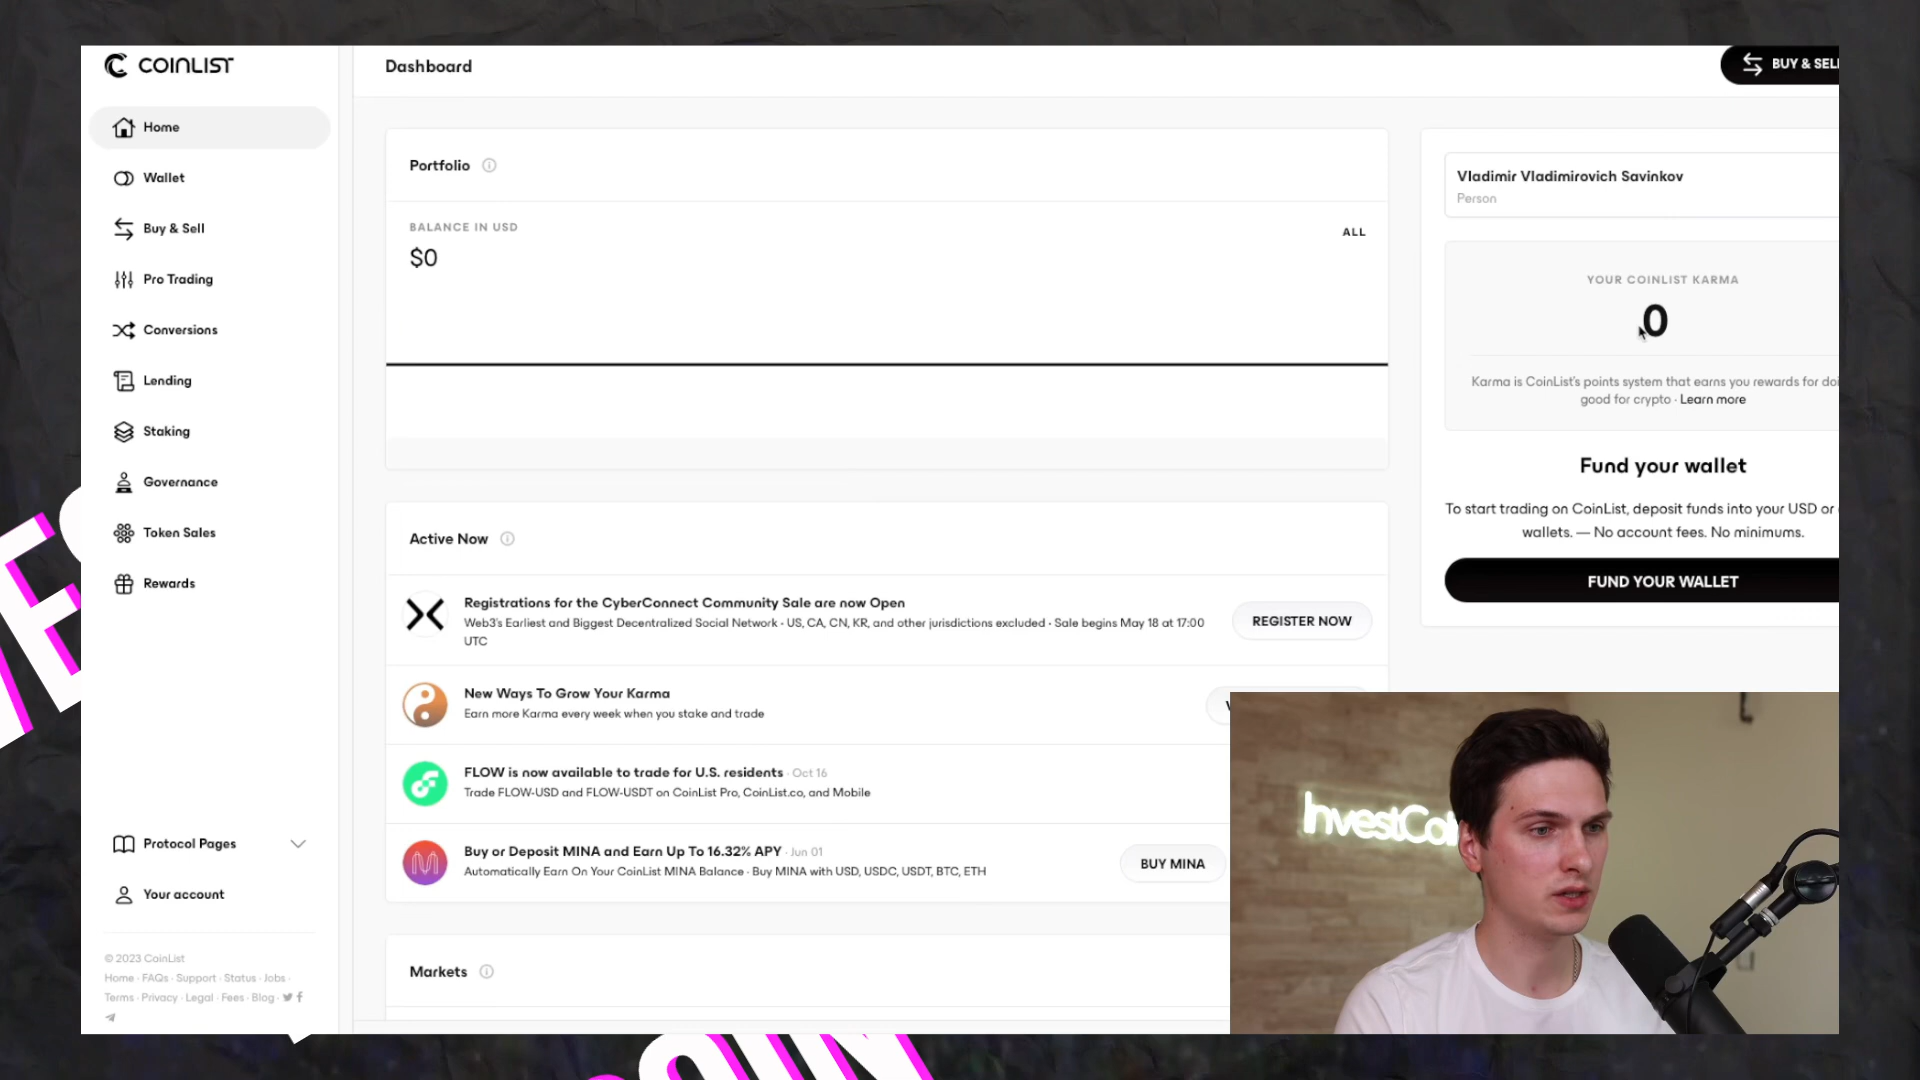 COINLIST
Dashboard
BUY & SELL
Home
Wallet
Buy & Sell
Pro Trading
Conversions
Lending
Staking
Governance
Token Sales
Rewards
Protocol Pages
Your account
© 2023 CoinList
Home · FAQs · Support · Status · Jobs ·
Terms · Privacy · Legal · Fees · Blog ·
Portfolio
BALANCE IN USD
ALL
$0
Active Now
Registrations for the CyberConnect Community Sale are now Open
Web3's Earliest and Biggest Decentralized Social Network · US, CA, CN, KR, and other jurisdictions excluded · Sale begins May 18 at 17:00
UTC
REGISTER NOW
New Ways To Grow Your Karma
Earn more Karma every week when you stake and trade
FLOW is now available to trade for U.S. residents · Oct 16
Trade FLOW-USD and FLOW-USDT on CoinList Pro, CoinList.co, and Mobile
Buy or Deposit MINA and Earn Up To 16.32% APY · Jun 01
Automatically Earn On Your CoinList MINA Balance · Buy MINA with USD, USDC, USDT, BTC, ETH
BUY MINA
Markets
Vladimir Vladimirovich Savinkov
Person
YOUR COINLIST KARMA
0
Karma is CoinList's points system that earns you rewards for doi
good for crypto · Learn more
Fund your wallet
To start trading on CoinList, deposit funds into your USD or
wallets. — No account fees. No minimums.
FUND YOUR WALLET
InvestCoi
COIN